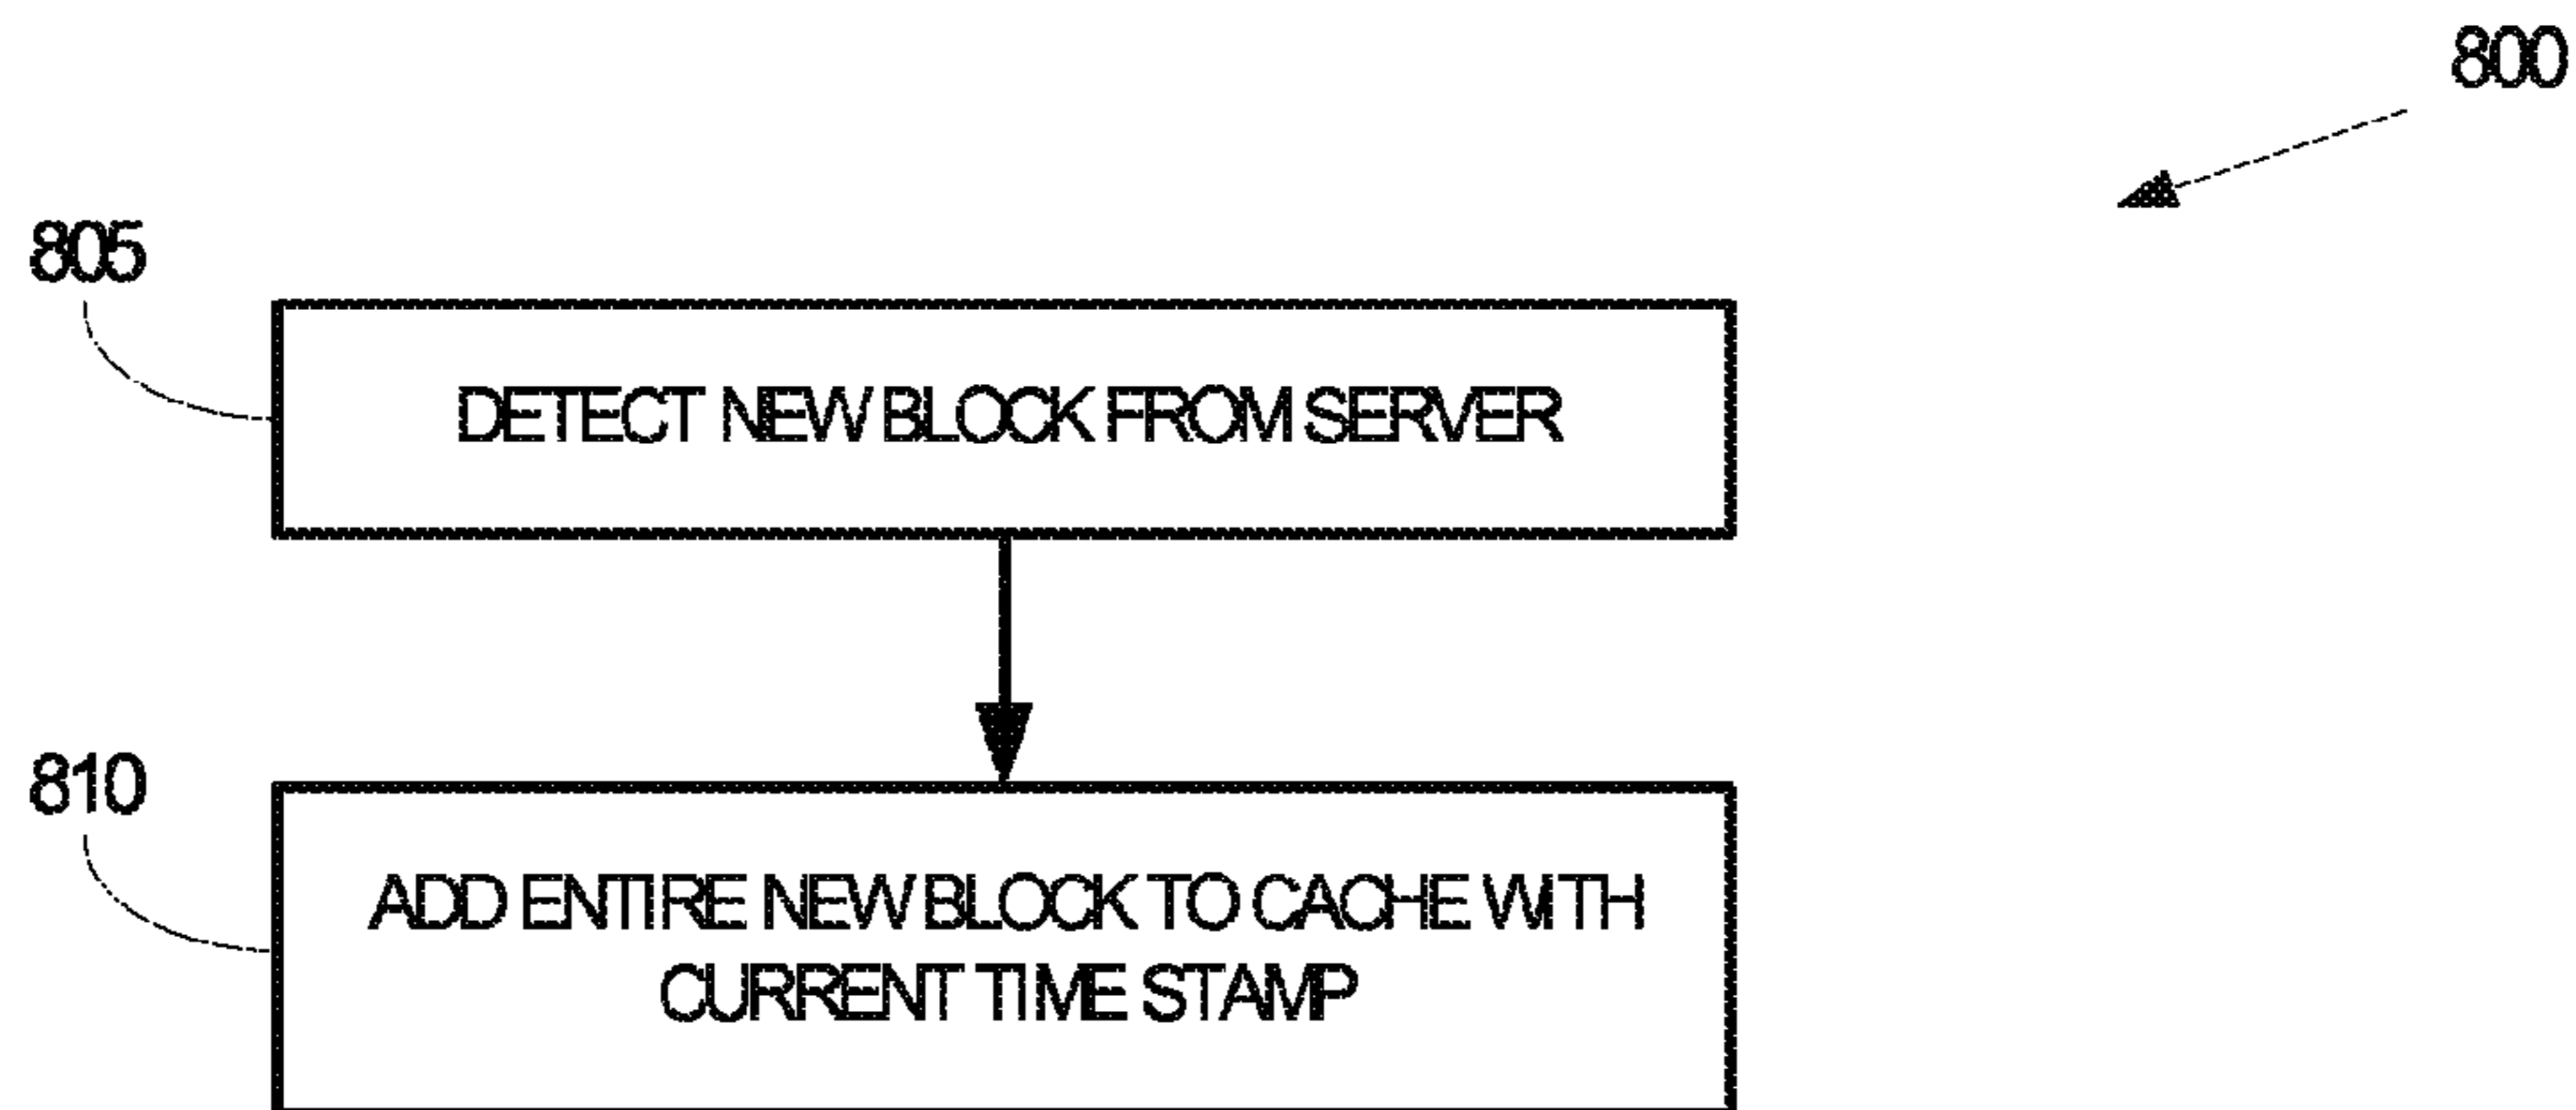 800
805
DETECT NEW BLOCK FROM SERVER
810
ADD ENTIRE NEW BLOCK TO CACHE WITH
CURRENT TIME STAMP